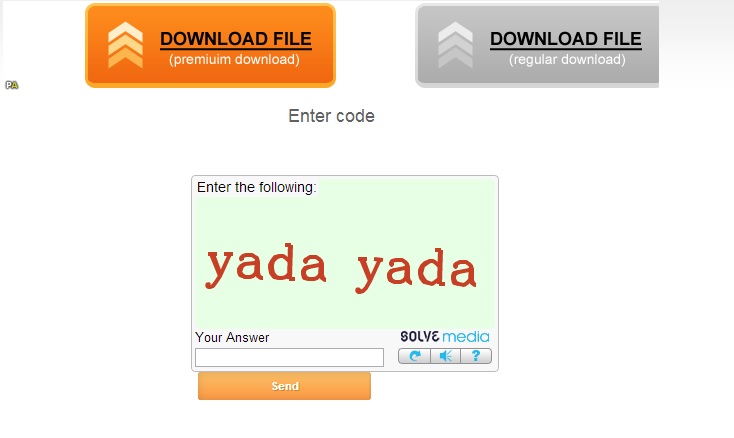 DOWNLOAD FILE
(premiuim download)
DOWNLOAD FILE
(regular download)
PA
Enter code
Enter the following:
yada yada
Your Answer
SOLVE media
?
Send